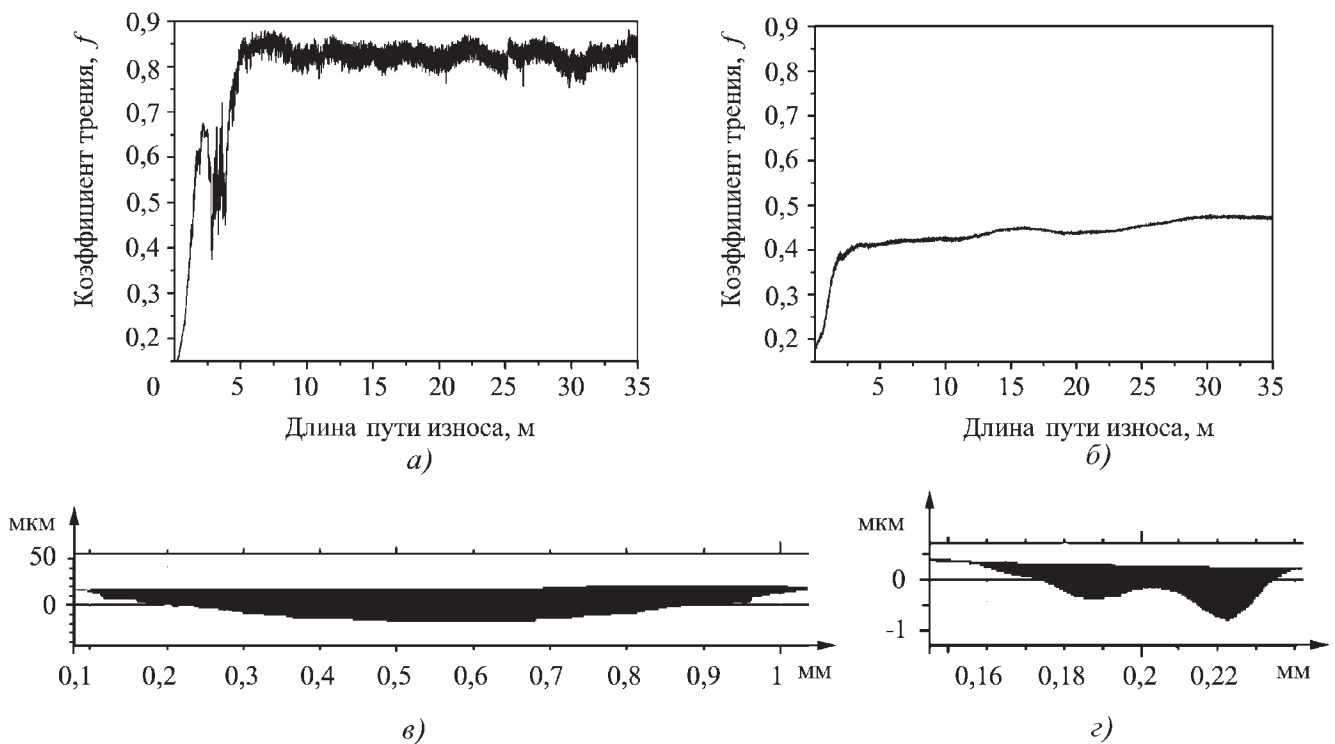 Коэффициент трения, f
0,9
0,8
0,7
0,6
0,5
0,4
0,3
0,2
0 5 10 15 20 25 30 35
Длина пути износа, м
а)
Коэффициент трения, f
0,9
0,8
0,7
0,6
0,5
0,4
0,3
0,2
5 10 15 20 25 30 35
Длина пути износа, м
б)
мкм
50
0
0,1 0,2 0,3 0,4 0,5 0,6 0,7 0,8 0,9 1 мм
в)
мкм
0
-1
0,16 0,18 0,2 0,22 мм
г)